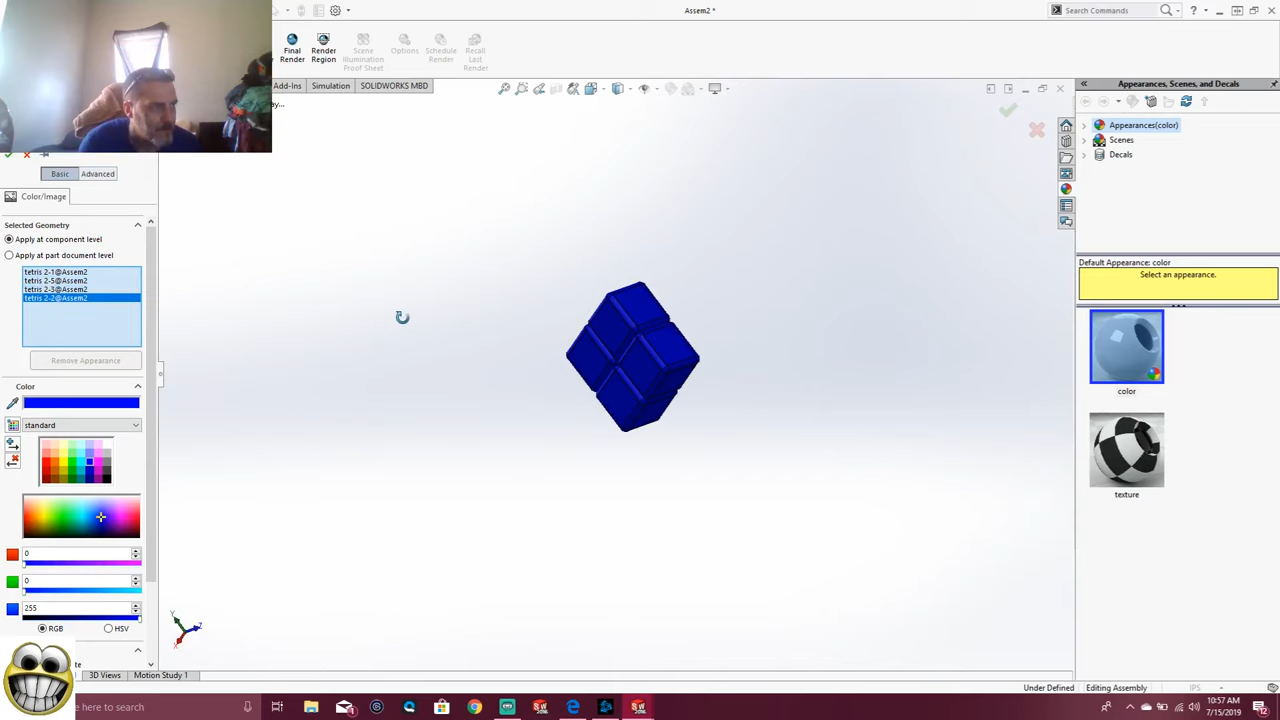 Assem2 *
Search Commands
Final Render
Render Region
Scene Illumination Proof Sheet
Options
Schedule Render
Recall Last Render
Add-Ins
Simulation
SOLIDWORKS MBD
Appearances, Scenes, and Decals
Appearances(color)
Scenes
Decals
Basic
Advanced
Color/Image
Selected Geometry
Apply at component level
Apply at part document level
tetris 2-1@Assem2
tetris 2-5@Assem2
tetris 2-3@Assem2
tetris 2-2@Assem2
Remove Appearance
Color
standard
0
0
255
RGB
HSV
Default Appearance: color
Select an appearance.
color
texture
Y
Z
X
3D Views
Motion Study 1
Under Defined
Editing Assembly
IPS
here to search
10:57 AM
7/15/2019
12